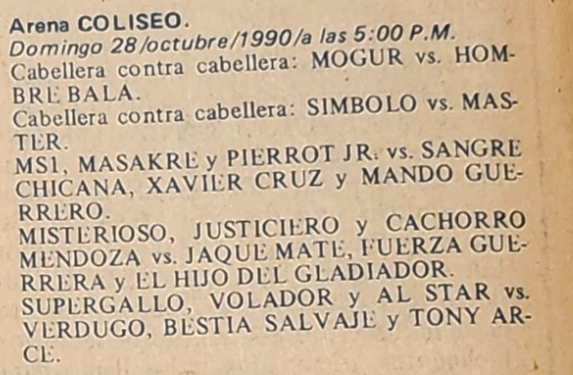 Arena COLISEO.
Domingo 28/octubre/1990/a las 5:00 P.M.
Cabellera contra cabellera: MOGUR vs. HOM-
BRE BALA.
Cabellera contra cabellera: SIMBOLO vs. MAS-
TER.
MS1, MASAKRE y PIERROT JR. vs. SANGRE
CHICANA, XAVIER CRUZ y MANDO GUE-
RRERO.
MISTERIOSO, JUSTICIERO y CACHORRO
MENDOZA vs. JAQUE MATE, FUERZA GUE-
RRERA y EL HIJO DEL GLADIADOR.
SUPERGALLO, VOLADOR y AL STAR vs.
VERDUGO, BESTIA SALVAJE y TONY AR-
CE.